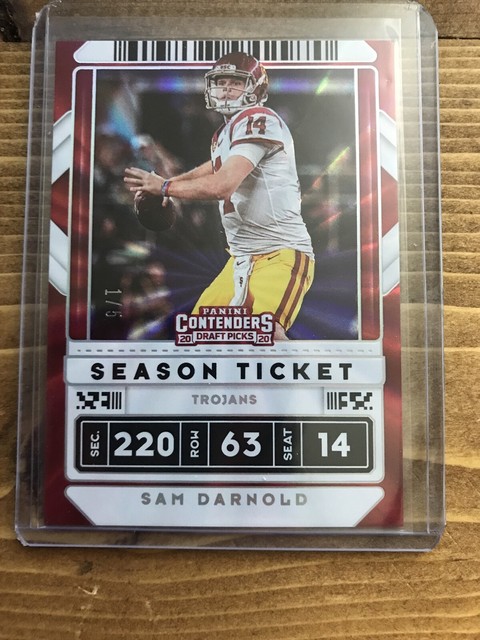 14
1/5
PANINI
CONTENDERS
20 DRAFT PICKS 20
SEASON TICKET
TROJANS
SEC. 220 ROW 63 SEAT 14
SAM DARNOLD